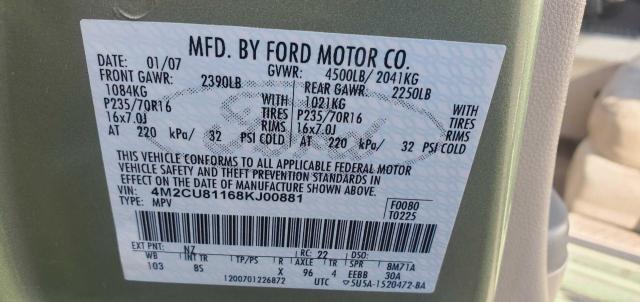 MFD. BY FORD MOTOR CO.
DATE: 01/07 GVWR: 4500LB/ 2041KG
FRONT GAWR: 2390LB REAR GAWR: 2250LB
1084KG WITH 1021KG WITH
P235/70R16 TIRES P235/70R16 TIRES
16x7.0J RIMS 16x7.0J RIMS
AT 220 kPa/ 32 PSI COLD AT 220 kPa/ 32 PSI COLD
THIS VEHICLE CONFORMS TO ALL APPLICABLE FEDERAL MOTOR
VEHICLE SAFETY AND THEFT PREVENTION STANDARDS IN
EFFECT ON THE DATE OF MANUFACTURE SHOWN ABOVE.
VIN: 4M2CU81168KJ00881 F0080
TYPE: MPV T0225
EXT PNT: NZ RC: 22 DSO:
WB INT TR TP/PS R AXLE TR SPR 8M71A
103 8S X 96 4 EEBB 30A
1200701226872 UTC 5U5A-1520472-BA
Ford